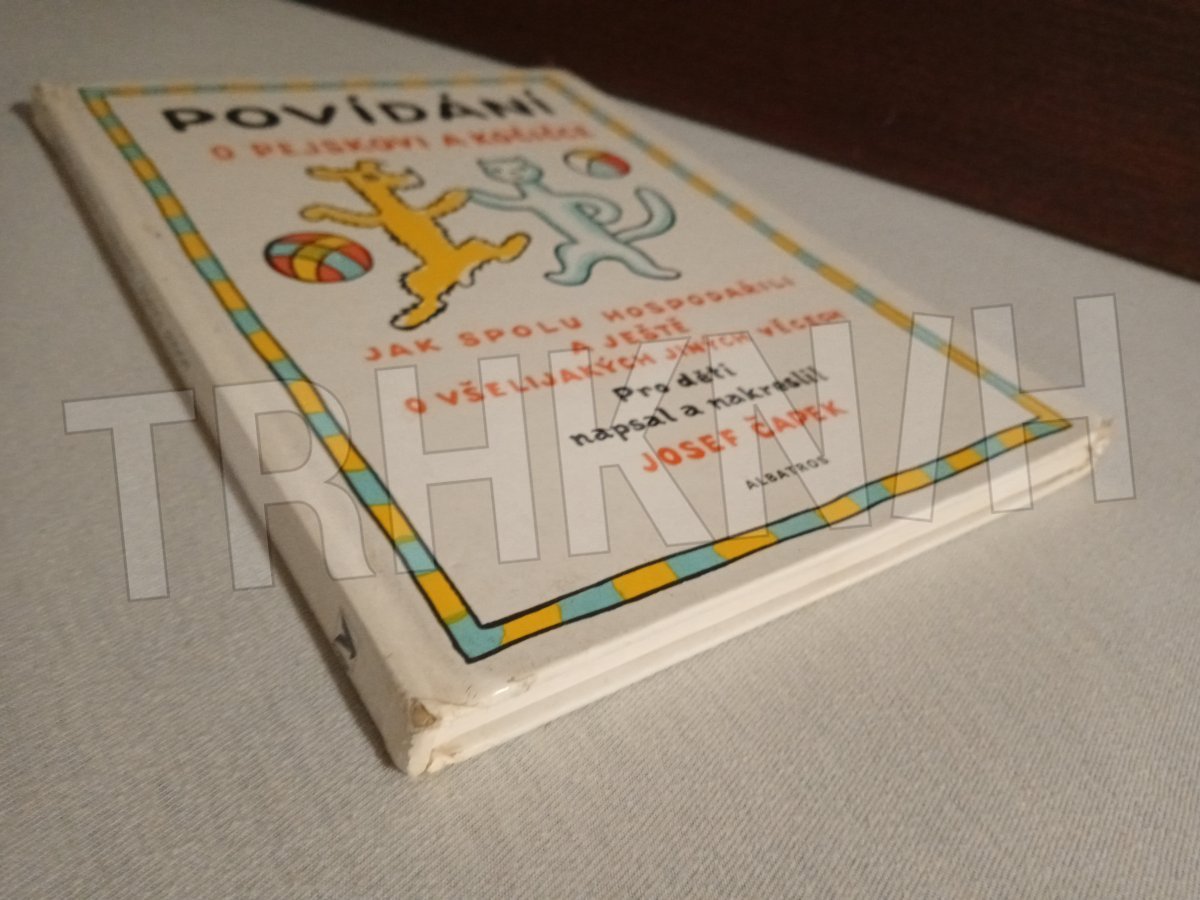 POVÍDÁNÍ
O PEJSKOVI A KOČIČCE
JAK SPOLU HOSPODAŘILI
A JEŠTĚ
O VŠELIJAKÝCH JINÝCH VĚCECH
Pro děti
napsal a nakreslil
JOSEF ČAPEK
ALBATROS
TRHKNIH